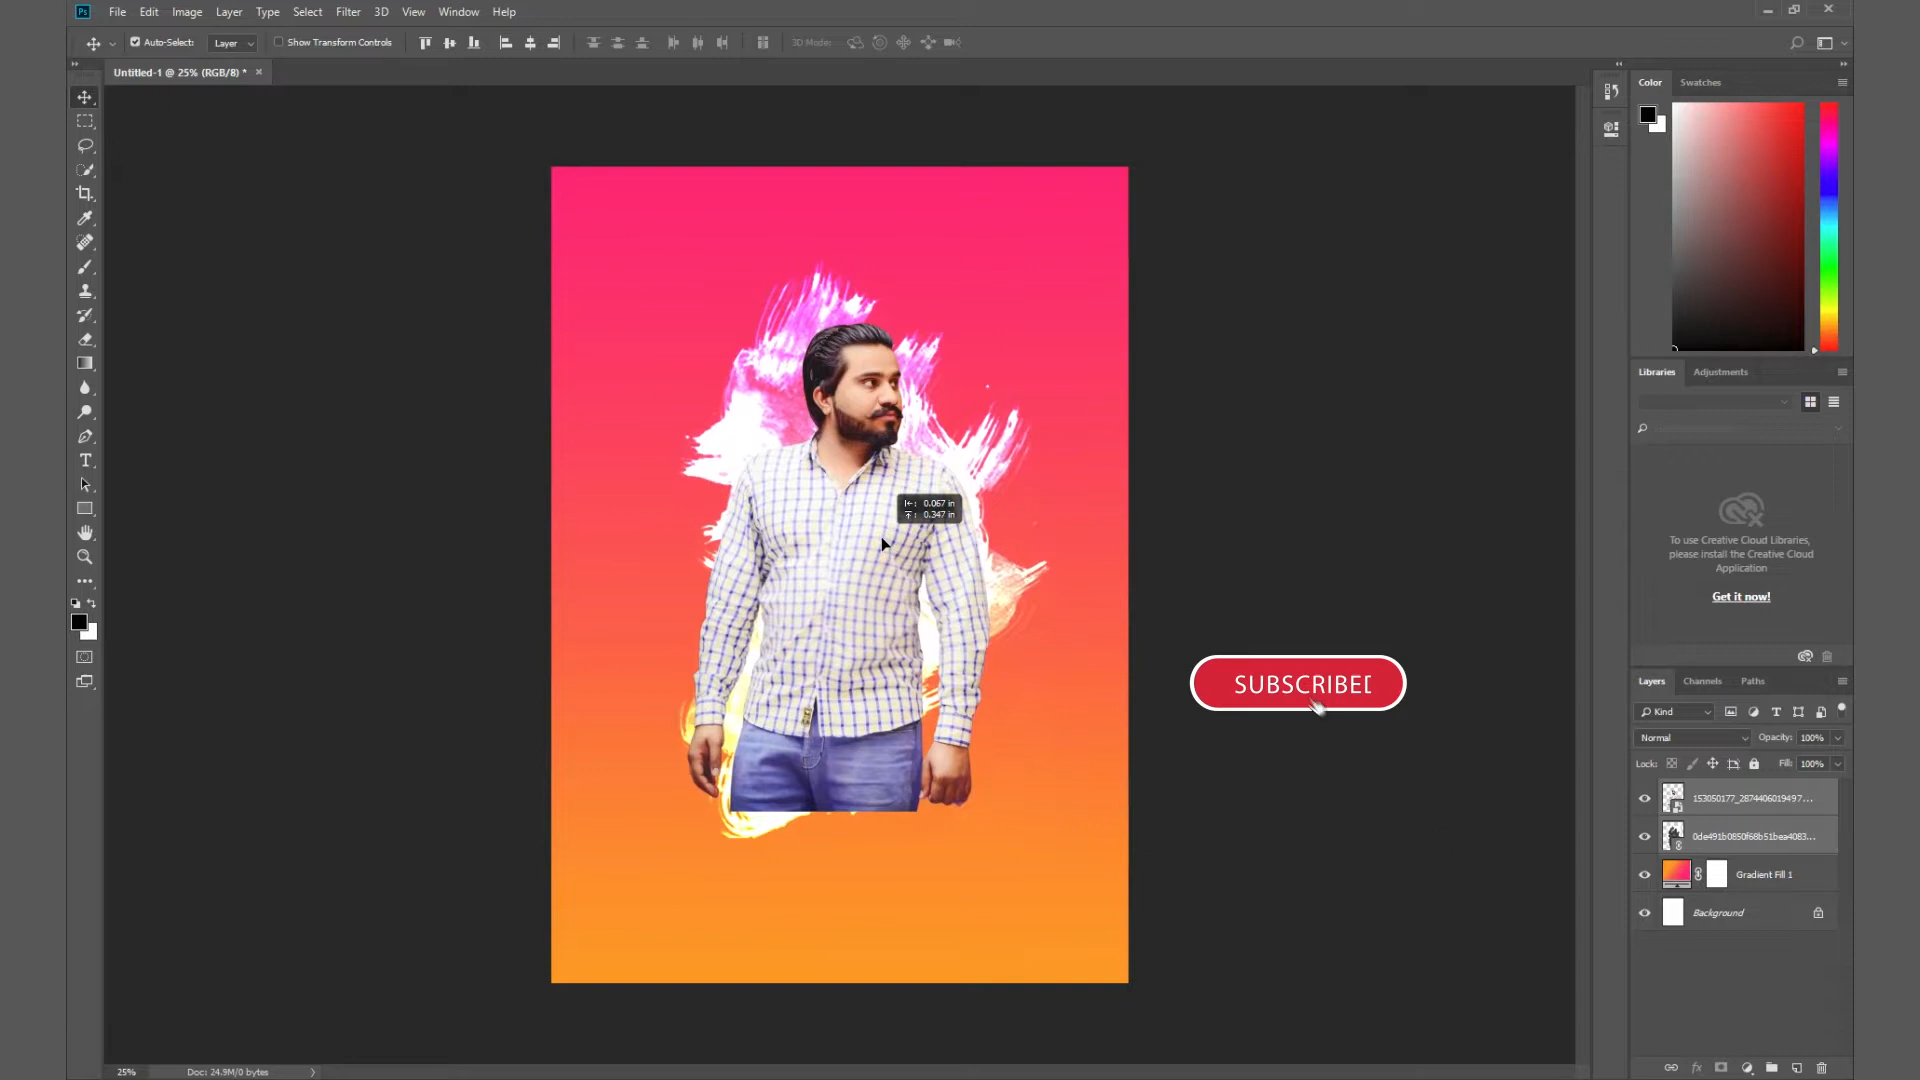 Ps File Edit Image Layer Type Select Filter 3D View Window Help
Auto-Select: Layer Show Transform Controls 3D Mode:
Untitled-1 @ 25% (RGB/8) * ×
Color Swatches
Libraries Adjustments
To use Creative Cloud Libraries,
please install the Creative Cloud
Application
Get it now!
0.067 in
0.347 in
SUBSCRIBED
Layers Channels Paths
Kind
Normal Opacity: 100%
Lock: Fill: 100%
153050177_2874406019497...
0de491b0850f68b51bea4083...
Gradient Fill 1
Background
25% Doc: 24.9M/0 bytes